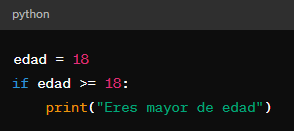 python
edad = 18
if edad >= 18:
    print("Eres mayor de edad")